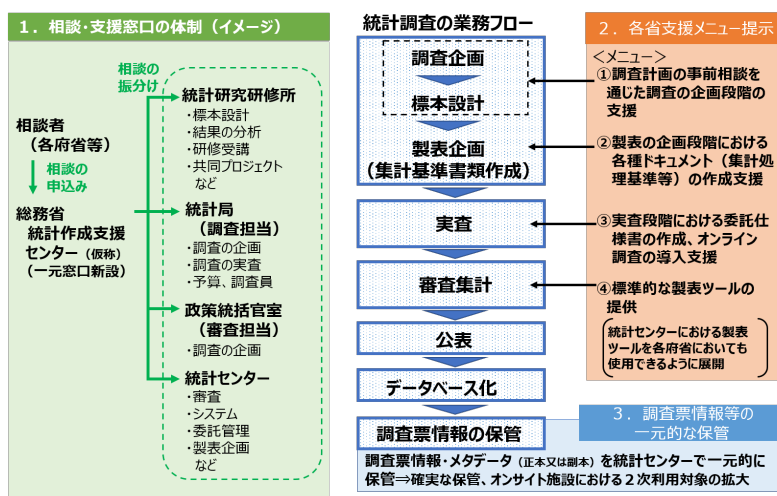 1．相談・支援窓口の体制（イメージ）
相談の
振分け
相談者
（各府省等）
相談の
申込み
総務省
統計作成支援
センター（仮称）
（一元窓口新設）
統計研究研修所
・標本設計
・結果の分析
・研修受講
・共同プロジェクト
など
統計局
（調査担当）
・調査の企画
・調査の実査
・予算、調査員
政策統括官室
（審査担当）
・調査の企画
統計センター
・審査
・システム
・委託管理
・製表企画
など
統計調査の業務フロー
調査企画
標本設計
製表企画
（集計基準書類作成）
実査
審査集計
公表
データベース化
調査票情報の保管
２．各省支援メニュー提示
＜メニュー＞
①調査計画の事前相談を
通じた調査の企画段階の
支援
②製表の企画段階における
各種ドキュメント（集計処
理基準等）の作成支援
③実査段階における委託仕
様書の作成、オンライン
調査の導入支援
④標準的な製表ツールの
提供
統計センターにおける製表
ツールを各府省においても
使用できるように展開
３．調査票情報等の
一元的な保管
調査票情報・メタデータ（正本又は副本）を統計センターで一元的に
保管⇒確実な保管、オンサイト施設における２次利用対象の拡大